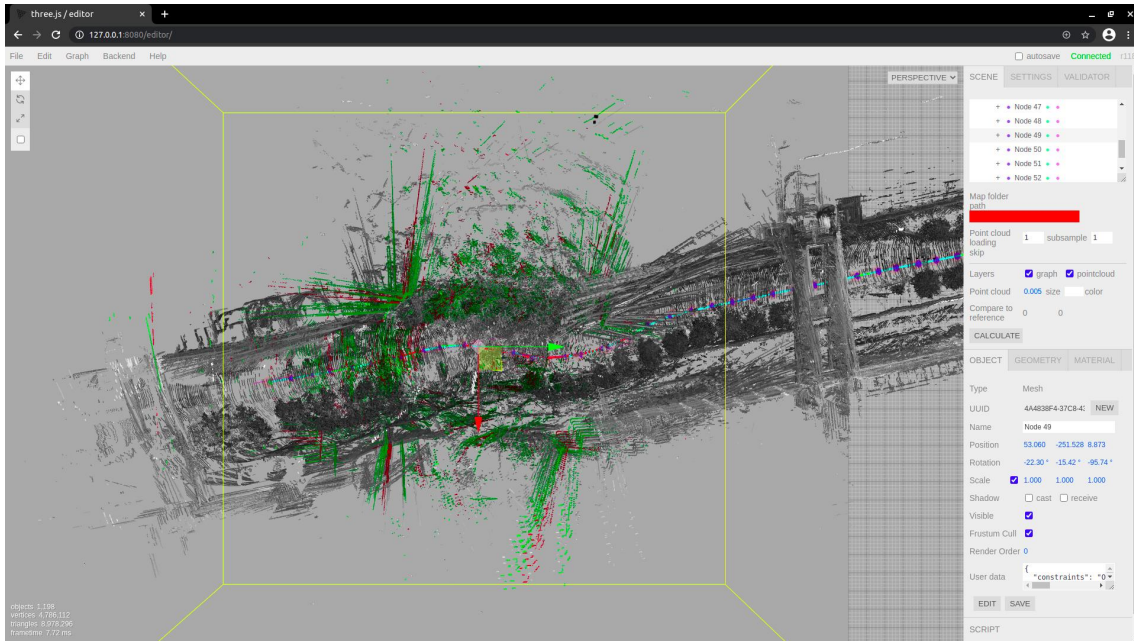 three.js / editor
127.0.0.1:8080/editor/
File Edit Graph Backend Help
autosave Connected
PERSPECTIVE
SCENE SETTINGS VALIDATOR
+ Node 47
+ Node 48
+ Node 49
+ Node 50
+ Node 51
+ Node 52
Map folder
path
Point cloud
loading
skip
1 subsample 1
Layers graph pointcloud
Point cloud 0.005 size color
Compare to
reference
0 0
CALCULATE
OBJECT GEOMETRY MATERIAL
Type Mesh
UUID 4A4838F4-37C8-4 NEW
Name Node 49
Position 53.060 -251.528 8.873
Rotation -22.30 ° -15.42 ° -95.74 °
Scale 1.000 1.000 1.000
Shadow cast receive
Visible
Frustum Cull
Render Order 0
User data
{
"constraints": "0
EDIT SAVE
SCRIPT
objects 1,198
vertices 4,786,112
triangles 6,978,296
frametime 7.72 ms